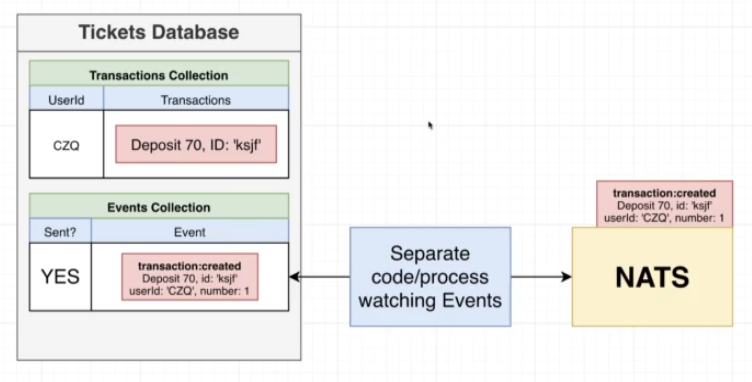 Tickets Database
Transactions Collection
UserId
Transactions
CZQ
Deposit 70, ID: 'ksjf'
Events Collection
Sent?
Event
YES
transaction:created
Deposit 70, id: 'ksjf'
userId: 'CZQ', number: 1
Separate
code/process
watching Events
transaction:created
Deposit 70, id: 'ksjf'
userId: 'CZQ', number: 1
NATS